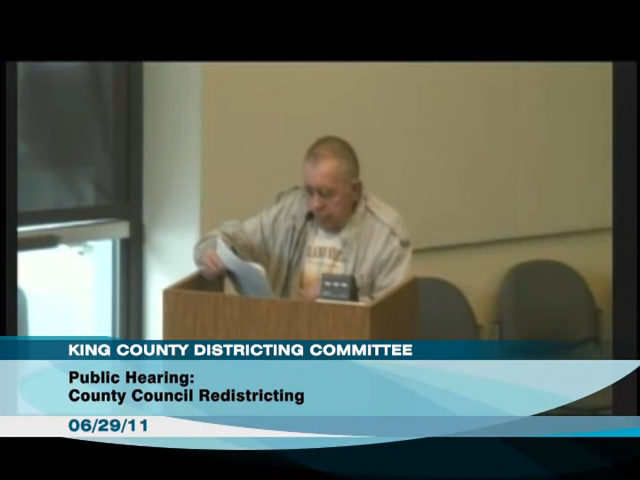 KING COUNTY DISTRICTING COMMITTEE
Public Hearing:
County Council Redistricting
06/29/11